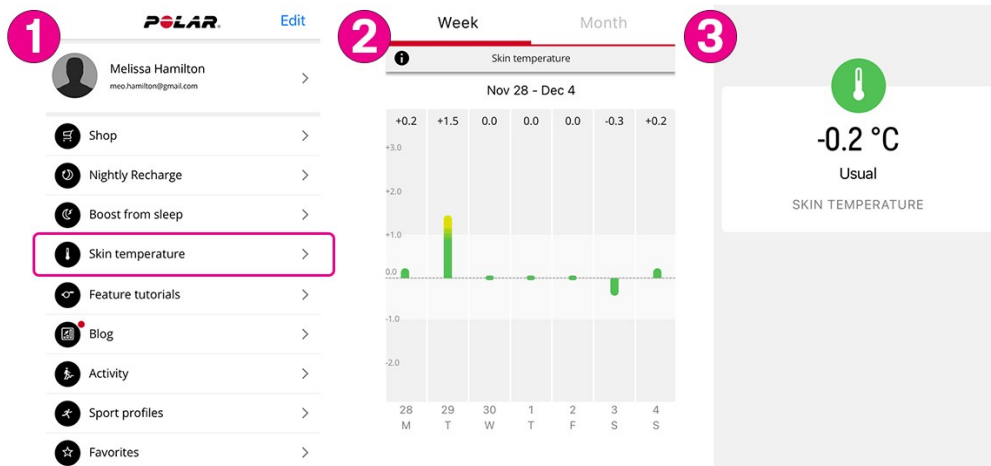 1
POLAR.
Edit
Melissa Hamilton
meo.hamilton@gmail.com
Shop
Nightly Recharge
Boost from sleep
Skin temperature
Feature tutorials
Blog
Activity
Sport profiles
Favorites
2
Week Month
Skin temperature
Nov 28 - Dec 4
+0.2 +1.5 0.0 0.0 0.0 -0.3 +0.2
+3.0
+2.0
+1.0
0.0
-1.0
-2.0
28 29 30 1 2 3 4
M T W T F S S
3
-0.2 °C
Usual
SKIN TEMPERATURE